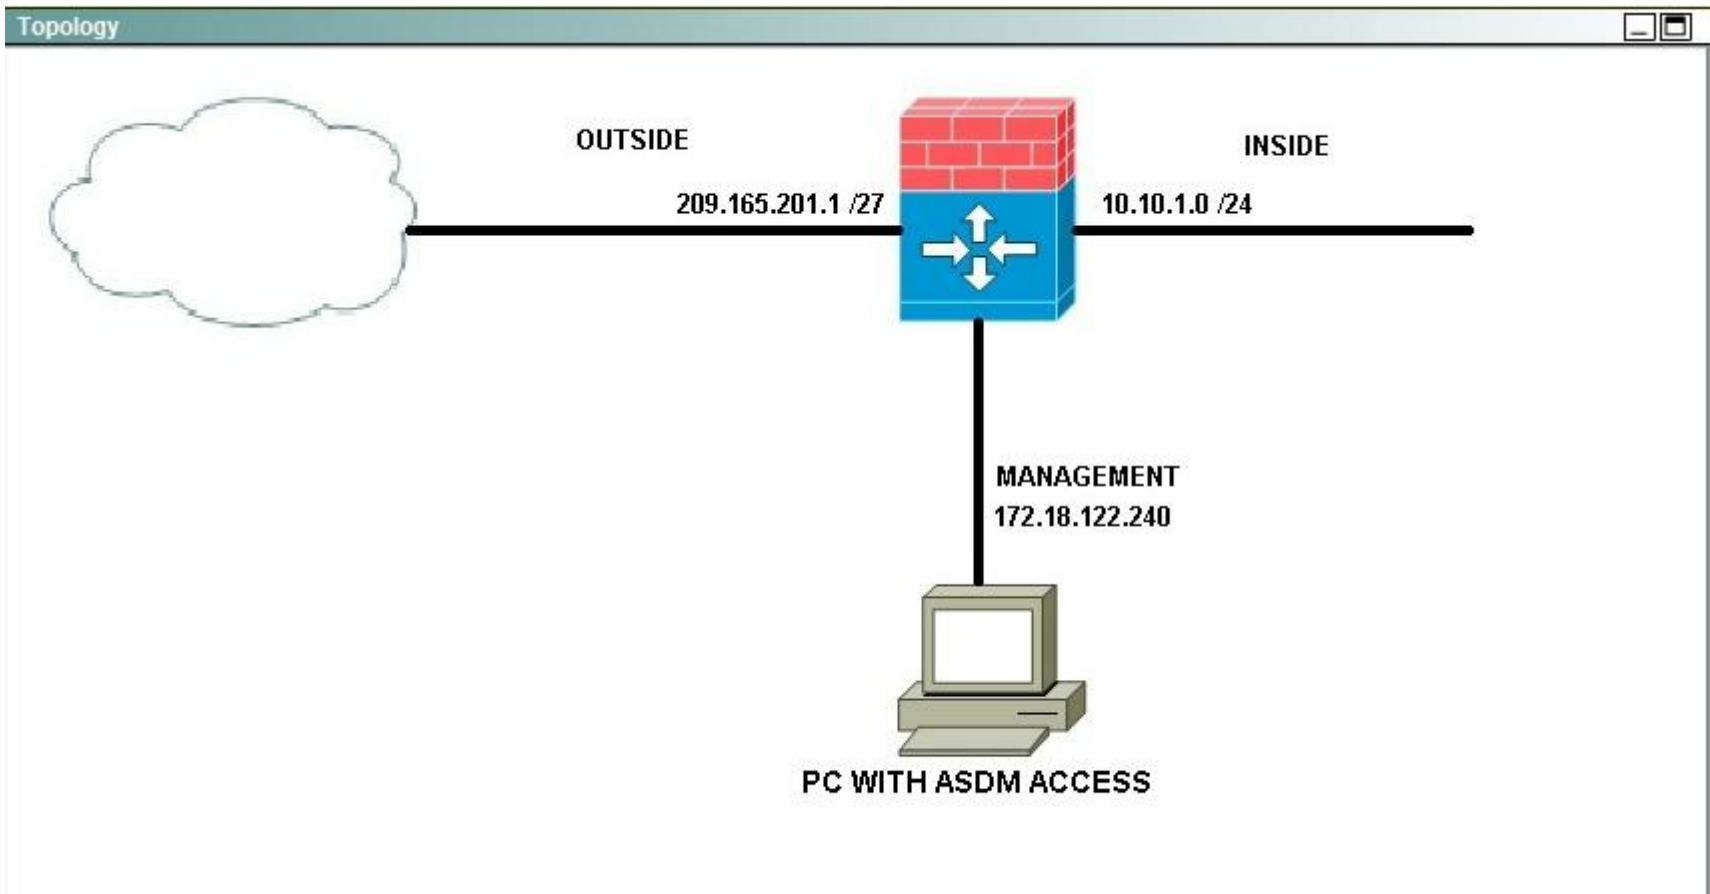 Topology
OUTSIDE
INSIDE
209.165.201.1 /27
10.10.1.0 /24
MANAGEMENT
172.18.122.240
PC WITH ASDM ACCESS